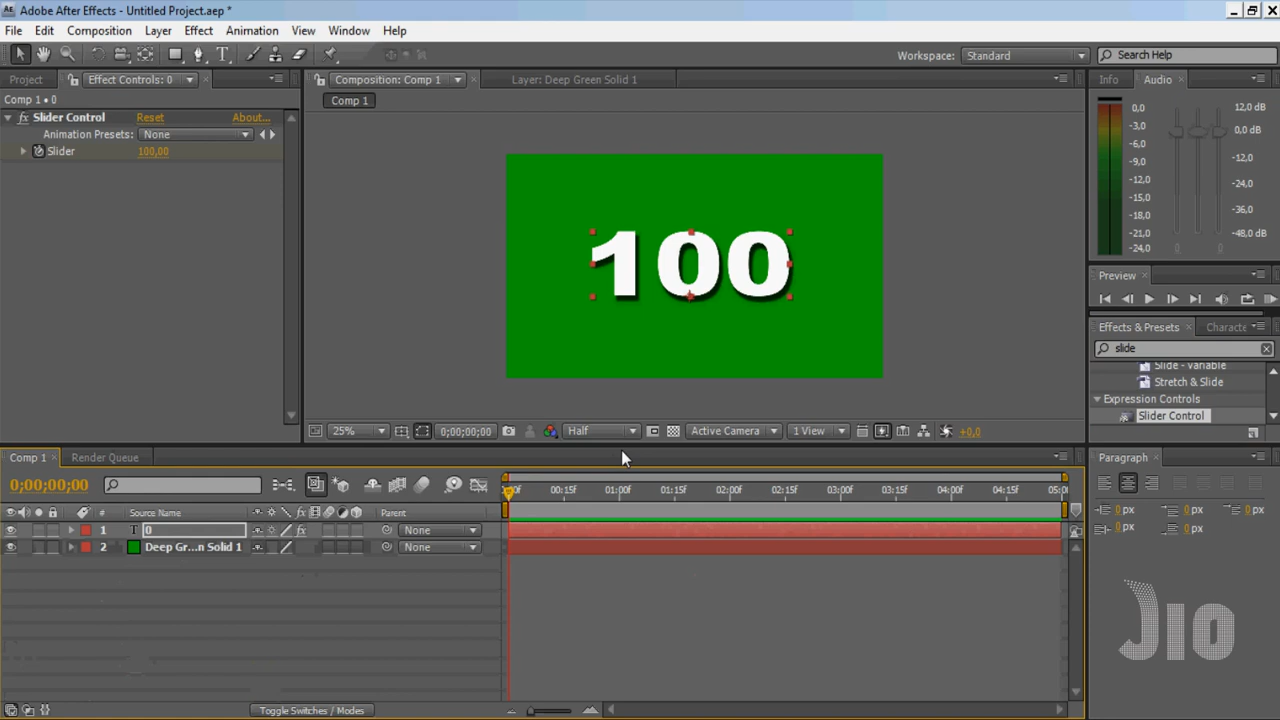 Adobe After Effects - Untitled Project.aep *
File Edit Composition Layer Effect Animation View Window Help
Workspace: Standard Search Help
Project Effect Controls: 0 Composition: Comp 1 Layer: Deep Green Solid 1 Info Audio
Comp 1 • 0
Comp 1
Slider Control Reset About...
Animation Presets: None
Slider 100,00
0,0 12,0 dB
-3,0 0,0 dB
-6,0
-9,0 -12,0
-12,0
-15,0 -24,0
-18,0 -36,0
-21,0
-24,0 -48,0 dB
100
Preview
Effects & Presets Characte
slide
Slide - Variable
Stretch & Slide
Expression Controls
Slider Control
25% 0;00;00;00 Half Active Camera 1 View +0,0
Comp 1 Render Queue
Paragraph
0;00;00;00
00f 00:15f 01:00f 01:15f 02:00f 02:15f 03:00f 03:15f 04:00f 04:15f 05:0
# Source Name Parent
1 T 0 None
2 Deep Gr...n Solid 1 None
0 px 0 px 0 px
0 px 0 px
Jio
Toggle Switches / Modes